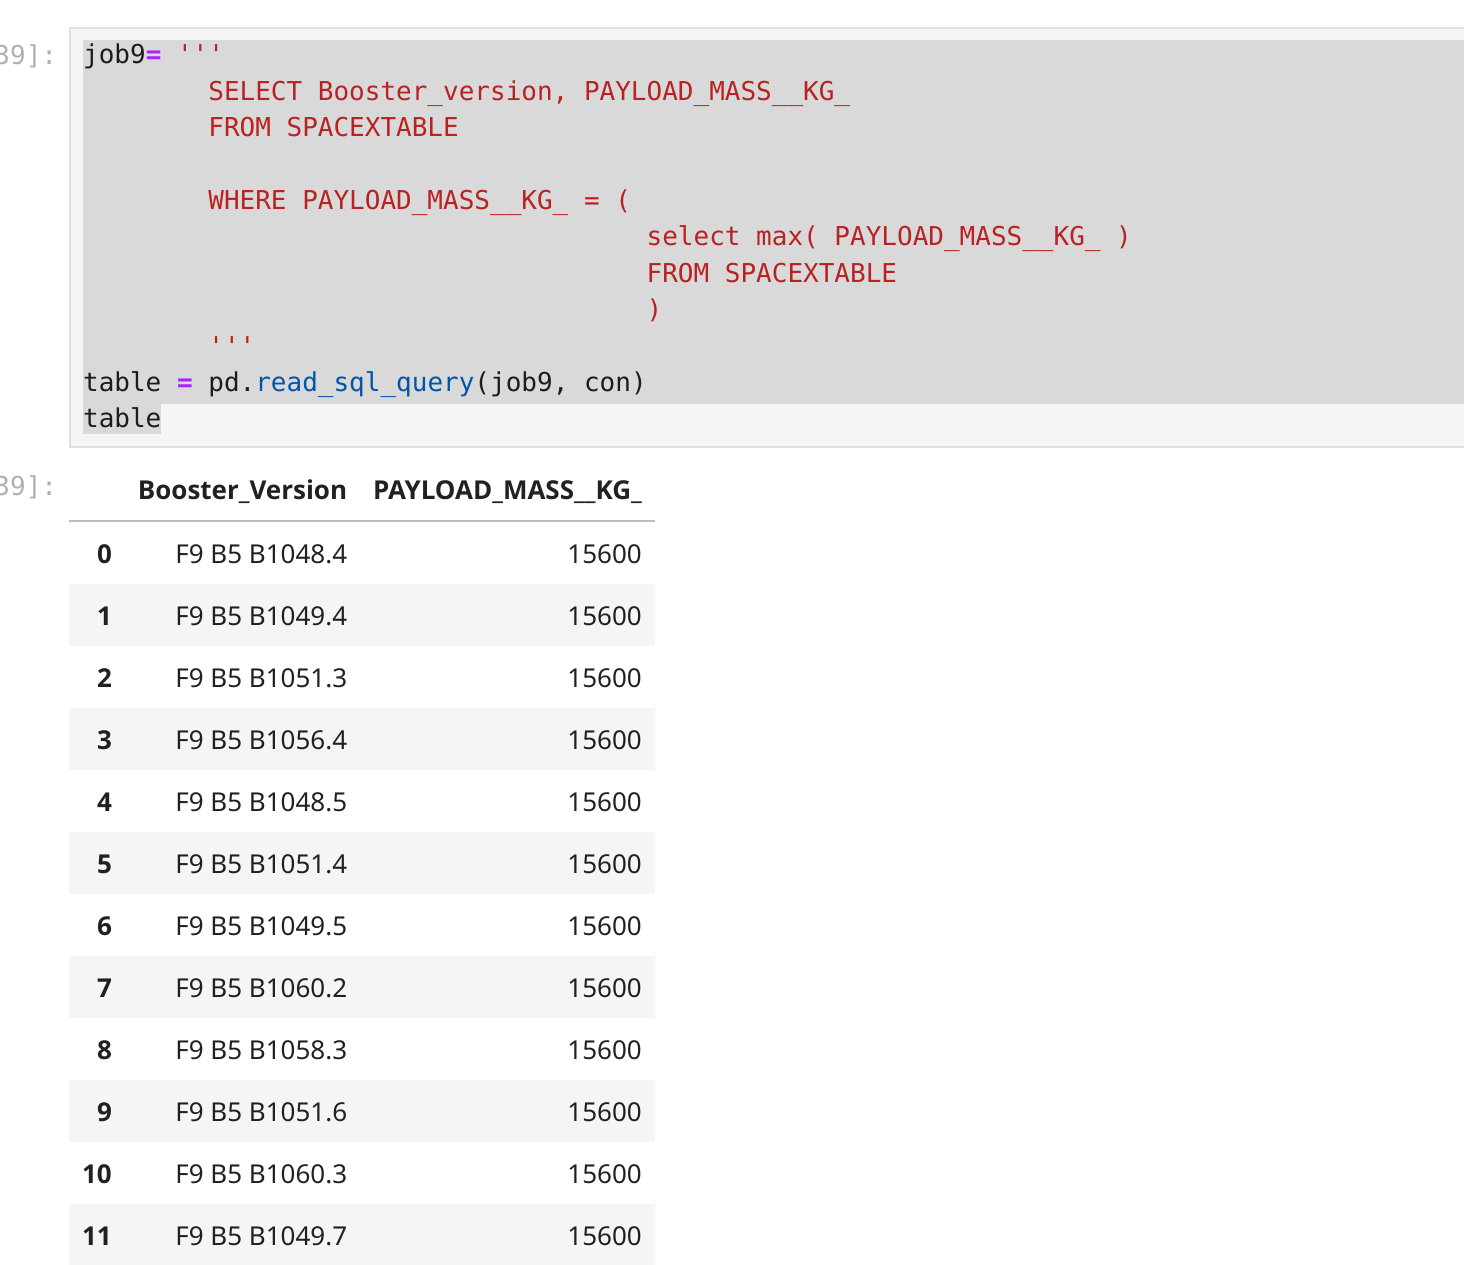 39]:
job9= '''
SELECT Booster_version, PAYLOAD_MASS__KG_
FROM SPACEXTABLE
WHERE PAYLOAD_MASS__KG_ = (
select max( PAYLOAD_MASS__KG_ )
FROM SPACEXTABLE
)
'''
table = pd.read_sql_query(job9, con)
table
39]:
Booster_Version PAYLOAD_MASS__KG_
0 F9 B5 B1048.4 15600
1 F9 B5 B1049.4 15600
2 F9 B5 B1051.3 15600
3 F9 B5 B1056.4 15600
4 F9 B5 B1048.5 15600
5 F9 B5 B1051.4 15600
6 F9 B5 B1049.5 15600
7 F9 B5 B1060.2 15600
8 F9 B5 B1058.3 15600
9 F9 B5 B1051.6 15600
10 F9 B5 B1060.3 15600
11 F9 B5 B1049.7 15600